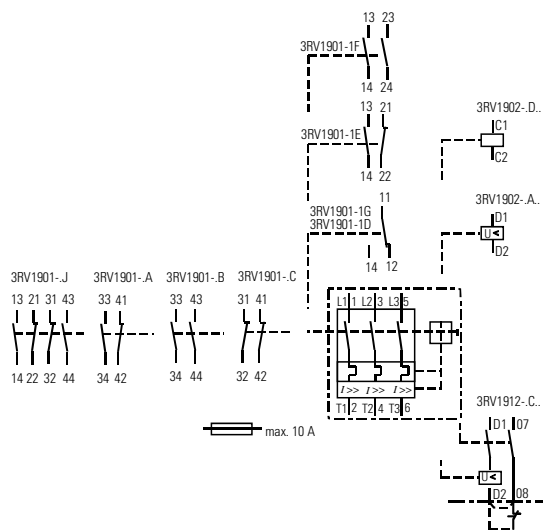 13 23
3RV1901-1F
14 24
13 21
3RV1901-1E
14 22
3RV1902-.D..
C1
C2
11
3RV1901-1G
3RV1901-1D
14 12
3RV1902-.A..
D1
U<
D2
3RV1901-.J
13 21 31 43
14 22 32 44
3RV1901-.A
33 41
34 42
3RV1901-.B
33 43
34 44
3RV1901-.C
31 41
32 42
L1 1 L2 3 L3 5
I>> I>> I>>
T1 2 T2 4 T3 6
max. 10 A
3RV1912-.C..
D1 07
U<
D2 08